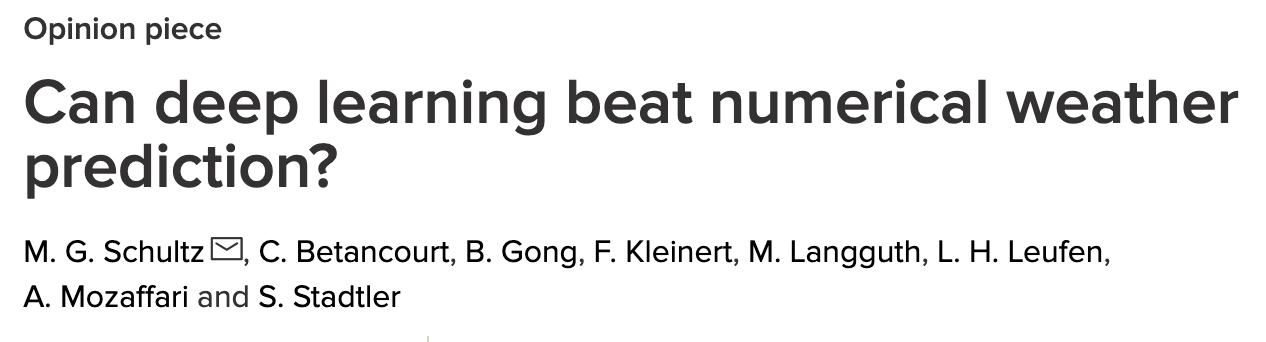 Opinion piece
Can deep learning beat numerical weather
prediction?
M. G. Schultz, C. Betancourt, B. Gong, F. Kleinert, M. Langguth, L. H. Leufen,
A. Mozaffari and S. Stadtler